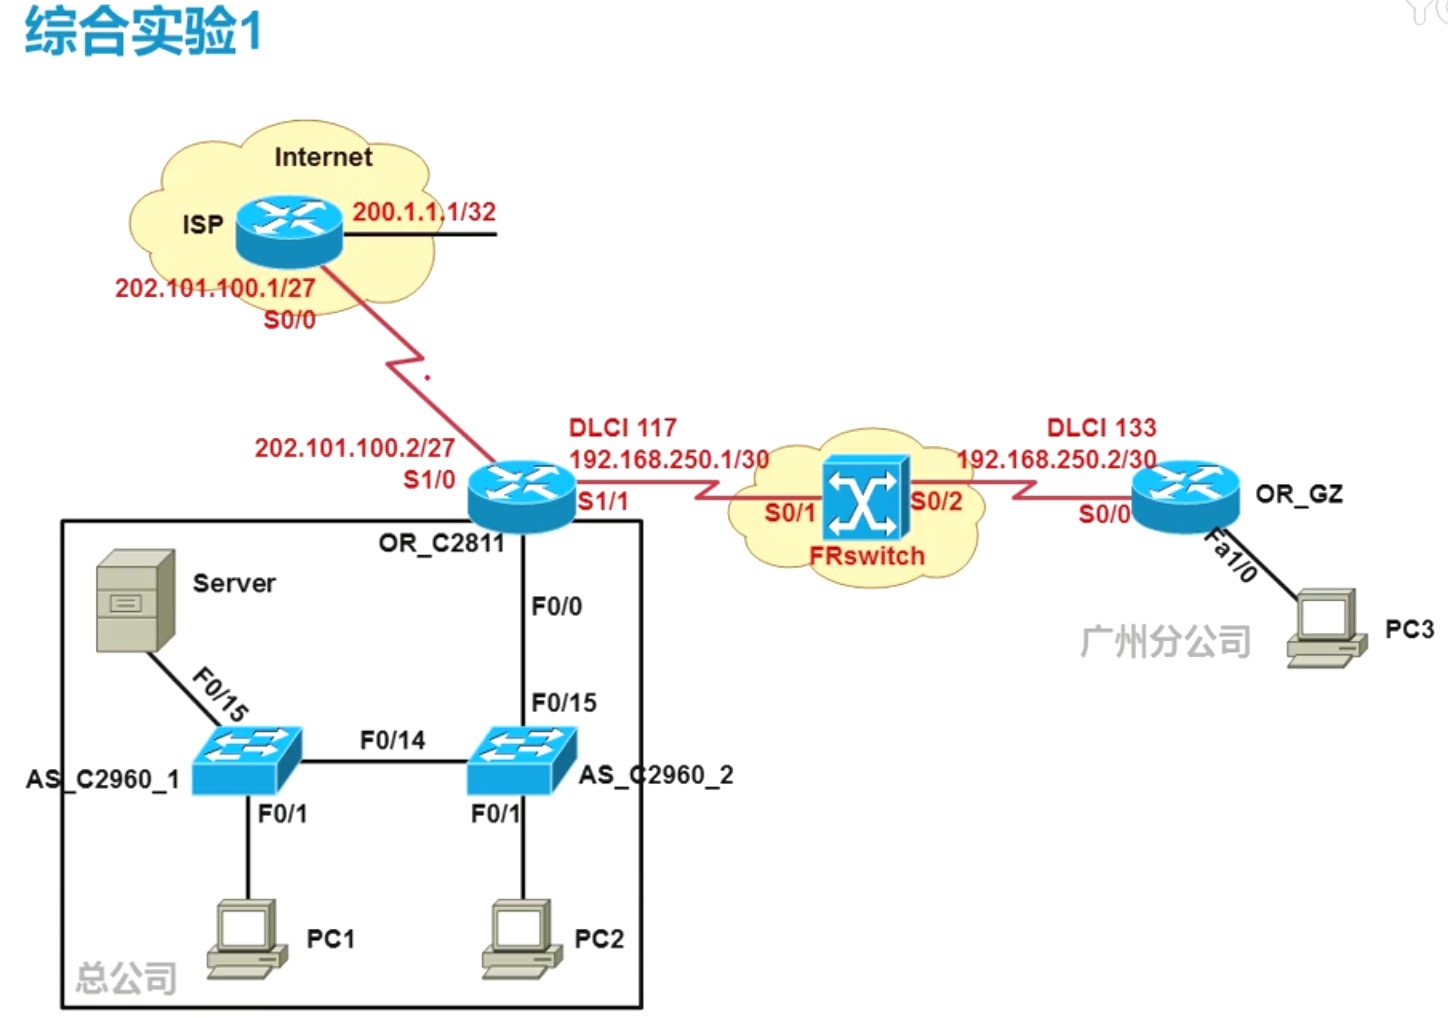 综合实验1
Internet
ISP
200.1.1.1/32
202.101.100.1/27
S0/0
202.101.100.2/27
S1/0
DLCI 117
192.168.250.1/30
S1/1
S0/1
FRswitch
S0/2
DLCI 133
192.168.250.2/30
S0/0
OR_GZ
Fa1/0
PC3
广州分公司
OR_C2811
Server
F0/0
F0/15
F0/15
F0/14
AS_C2960_1
AS_C2960_2
F0/1
F0/1
PC1
PC2
总公司